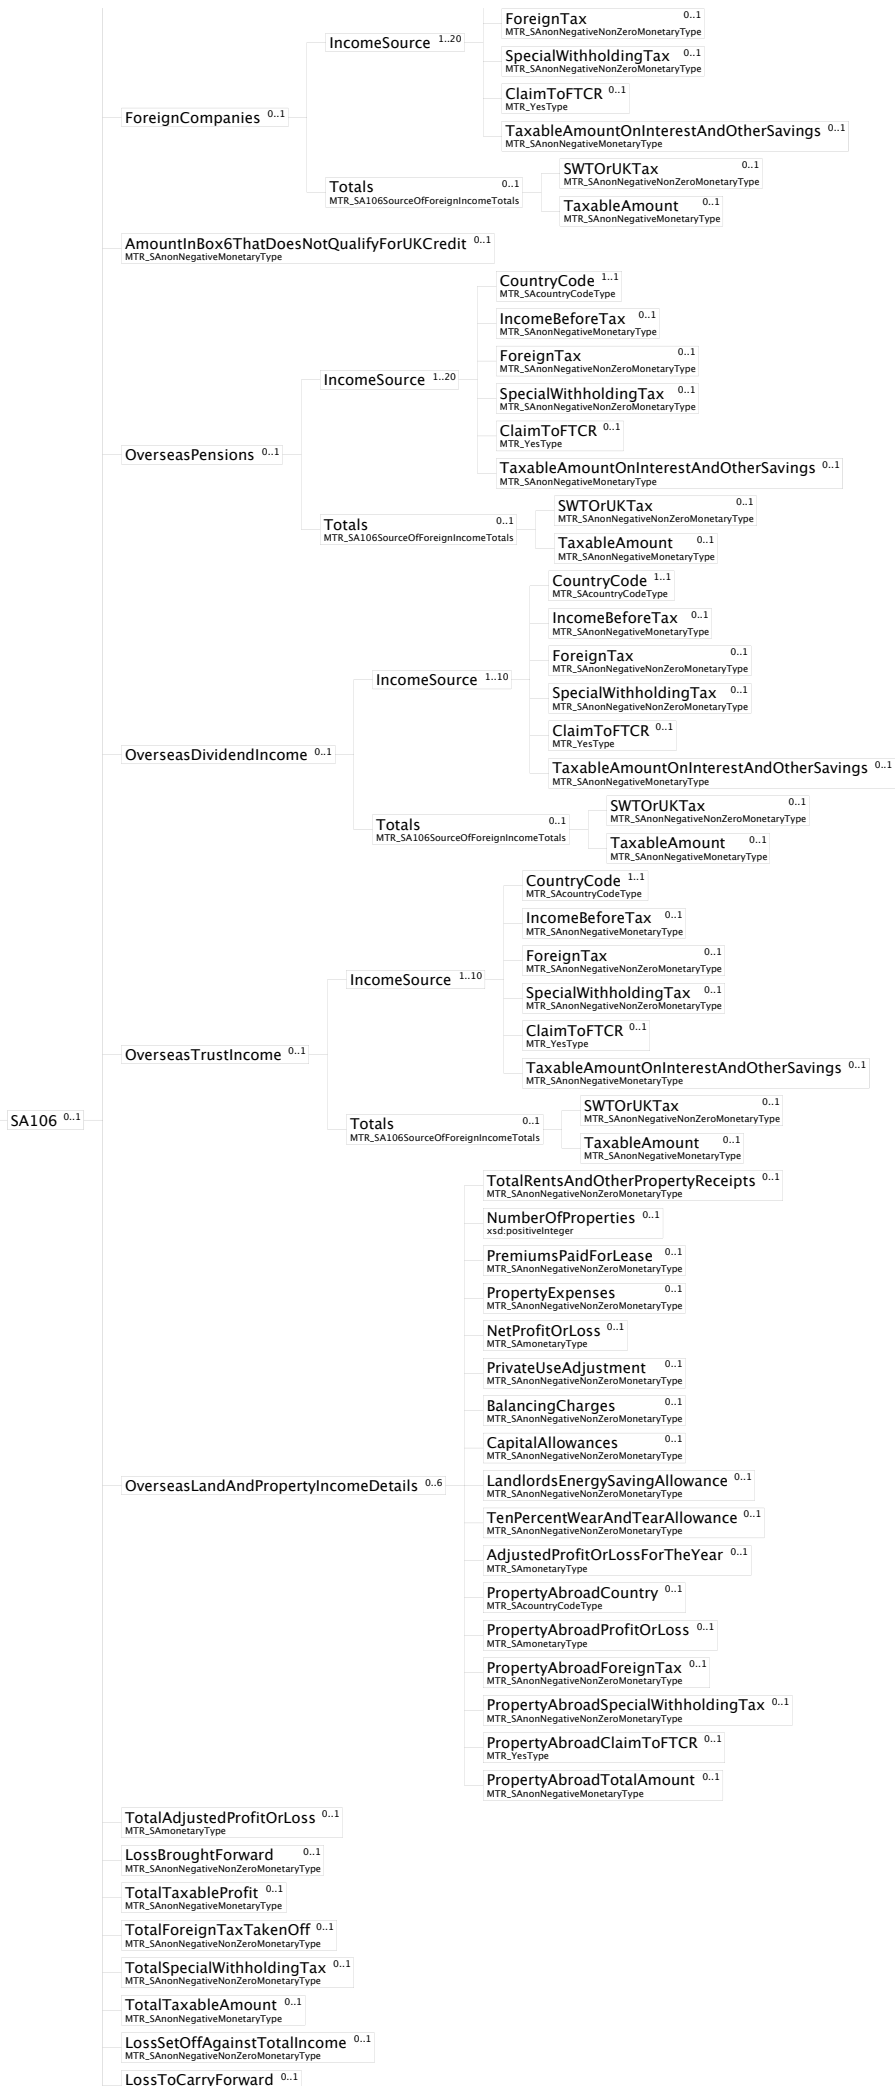 ForeignTax 0..1
MTR_SAnonNegativeNonZeroMonetaryType
IncomeSource 1..20
SpecialWithholdingTax 0..1
MTR_SAnonNegativeNonZeroMonetaryType
ClaimToFTCR 0..1
MTR_YesType
ForeignCompanies 0..1
TaxableAmountOnInterestAndOtherSavings 0..1
MTR_SAnonNegativeMonetaryType
SWTOrUKTax 0..1
MTR_SAnonNegativeNonZeroMonetaryType
Totals 0..1
MTR_SA106SourceOfForeignIncomeTotals
TaxableAmount 0..1
MTR_SAnonNegativeMonetaryType
AmountInBox6ThatDoesNotQualifyForUKCredit 0..1
MTR_SAnonNegativeMonetaryType
CountryCode 1..1
MTR_SAcountryCodeType
IncomeBeforeTax 0..1
MTR_SAnonNegativeMonetaryType
ForeignTax 0..1
MTR_SAnonNegativeNonZeroMonetaryType
IncomeSource 1..20
SpecialWithholdingTax 0..1
MTR_SAnonNegativeNonZeroMonetaryType
ClaimToFTCR 0..1
MTR_YesType
OverseasPensions 0..1
TaxableAmountOnInterestAndOtherSavings 0..1
MTR_SAnonNegativeMonetaryType
SWTOrUKTax 0..1
MTR_SAnonNegativeNonZeroMonetaryType
Totals 0..1
MTR_SA106SourceOfForeignIncomeTotals
TaxableAmount 0..1
MTR_SAnonNegativeMonetaryType
CountryCode 1..1
MTR_SAcountryCodeType
IncomeBeforeTax 0..1
MTR_SAnonNegativeMonetaryType
ForeignTax 0..1
MTR_SAnonNegativeNonZeroMonetaryType
IncomeSource 1..10
SpecialWithholdingTax 0..1
MTR_SAnonNegativeNonZeroMonetaryType
ClaimToFTCR 0..1
MTR_YesType
OverseasDividendIncome 0..1
TaxableAmountOnInterestAndOtherSavings 0..1
MTR_SAnonNegativeMonetaryType
SWTOrUKTax 0..1
MTR_SAnonNegativeNonZeroMonetaryType
Totals 0..1
MTR_SA106SourceOfForeignIncomeTotals
TaxableAmount 0..1
MTR_SAnonNegativeMonetaryType
CountryCode 1..1
MTR_SAcountryCodeType
IncomeBeforeTax 0..1
MTR_SAnonNegativeMonetaryType
ForeignTax 0..1
MTR_SAnonNegativeNonZeroMonetaryType
IncomeSource 1..10
SpecialWithholdingTax 0..1
MTR_SAnonNegativeNonZeroMonetaryType
ClaimToFTCR 0..1
MTR_YesType
OverseasTrustIncome 0..1
TaxableAmountOnInterestAndOtherSavings 0..1
MTR_SAnonNegativeMonetaryType
SWTOrUKTax 0..1
MTR_SAnonNegativeNonZeroMonetaryType
SA106 0..1
Totals 0..1
MTR_SA106SourceOfForeignIncomeTotals
TaxableAmount 0..1
MTR_SAnonNegativeMonetaryType
TotalRentsAndOtherPropertyReceipts 0..1
MTR_SAnonNegativeNonZeroMonetaryType
NumberOfProperties 0..1
xsd:positiveInteger
PremiumsPaidForLease 0..1
MTR_SAnonNegativeNonZeroMonetaryType
PropertyExpenses 0..1
MTR_SAnonNegativeNonZeroMonetaryType
NetProfitOrLoss 0..1
MTR_SAmonetaryType
PrivateUseAdjustment 0..1
MTR_SAnonNegativeNonZeroMonetaryType
BalancingCharges 0..1
MTR_SAnonNegativeNonZeroMonetaryType
CapitalAllowances 0..1
MTR_SAnonNegativeNonZeroMonetaryType
OverseasLandAndPropertyIncomeDetails 0..6
LandlordsEnergySavingAllowance 0..1
MTR_SAnonNegativeNonZeroMonetaryType
TenPercentWearAndTearAllowance 0..1
MTR_SAnonNegativeNonZeroMonetaryType
AdjustedProfitOrLossForTheYear 0..1
MTR_SAmonetaryType
PropertyAbroadCountry 0..1
MTR_SAcountryCodeType
PropertyAbroadProfitOrLoss 0..1
MTR_SAmonetaryType
PropertyAbroadForeignTax 0..1
MTR_SAnonNegativeNonZeroMonetaryType
PropertyAbroadSpecialWithholdingTax 0..1
MTR_SAnonNegativeNonZeroMonetaryType
PropertyAbroadClaimToFTCR 0..1
MTR_YesType
PropertyAbroadTotalAmount 0..1
MTR_SAnonNegativeMonetaryType
TotalAdjustedProfitOrLoss 0..1
MTR_SAmonetaryType
LossBroughtForward 0..1
MTR_SAnonNegativeNonZeroMonetaryType
TotalTaxableProfit 0..1
MTR_SAnonNegativeMonetaryType
TotalForeignTaxTakenOff 0..1
MTR_SAnonNegativeNonZeroMonetaryType
TotalSpecialWithholdingTax 0..1
MTR_SAnonNegativeNonZeroMonetaryType
TotalTaxableAmount 0..1
MTR_SAnonNegativeMonetaryType
LossSetOffAgainstTotalIncome 0..1
MTR_SAnonNegativeNonZeroMonetaryType
LossToCarryForward 0..1